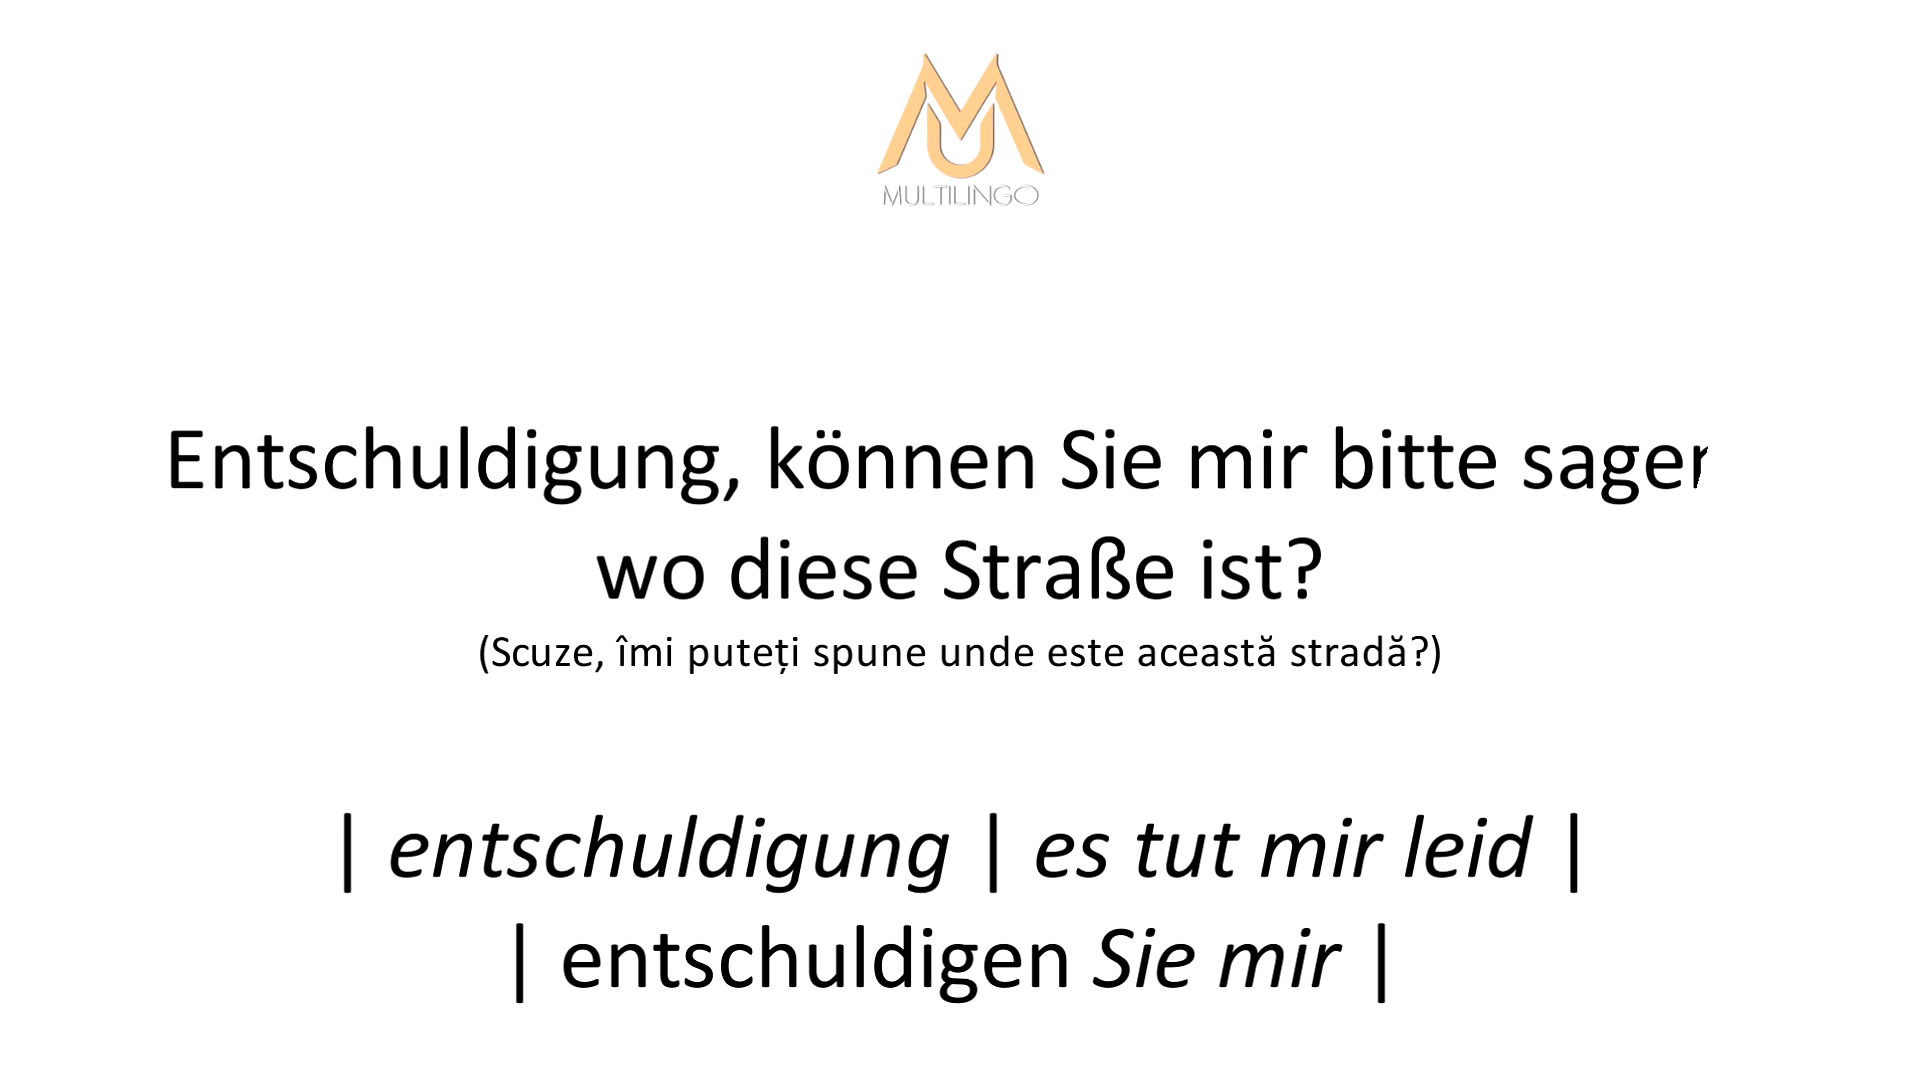 MULTILINGO
Entschuldigung, können Sie mir bitte
wo diese Straße ist?
(Scuze, îmi puteți spune unde este această stradă?)
| entschuldigung | es tut mir leid |
| entschuldigen Sie mir |